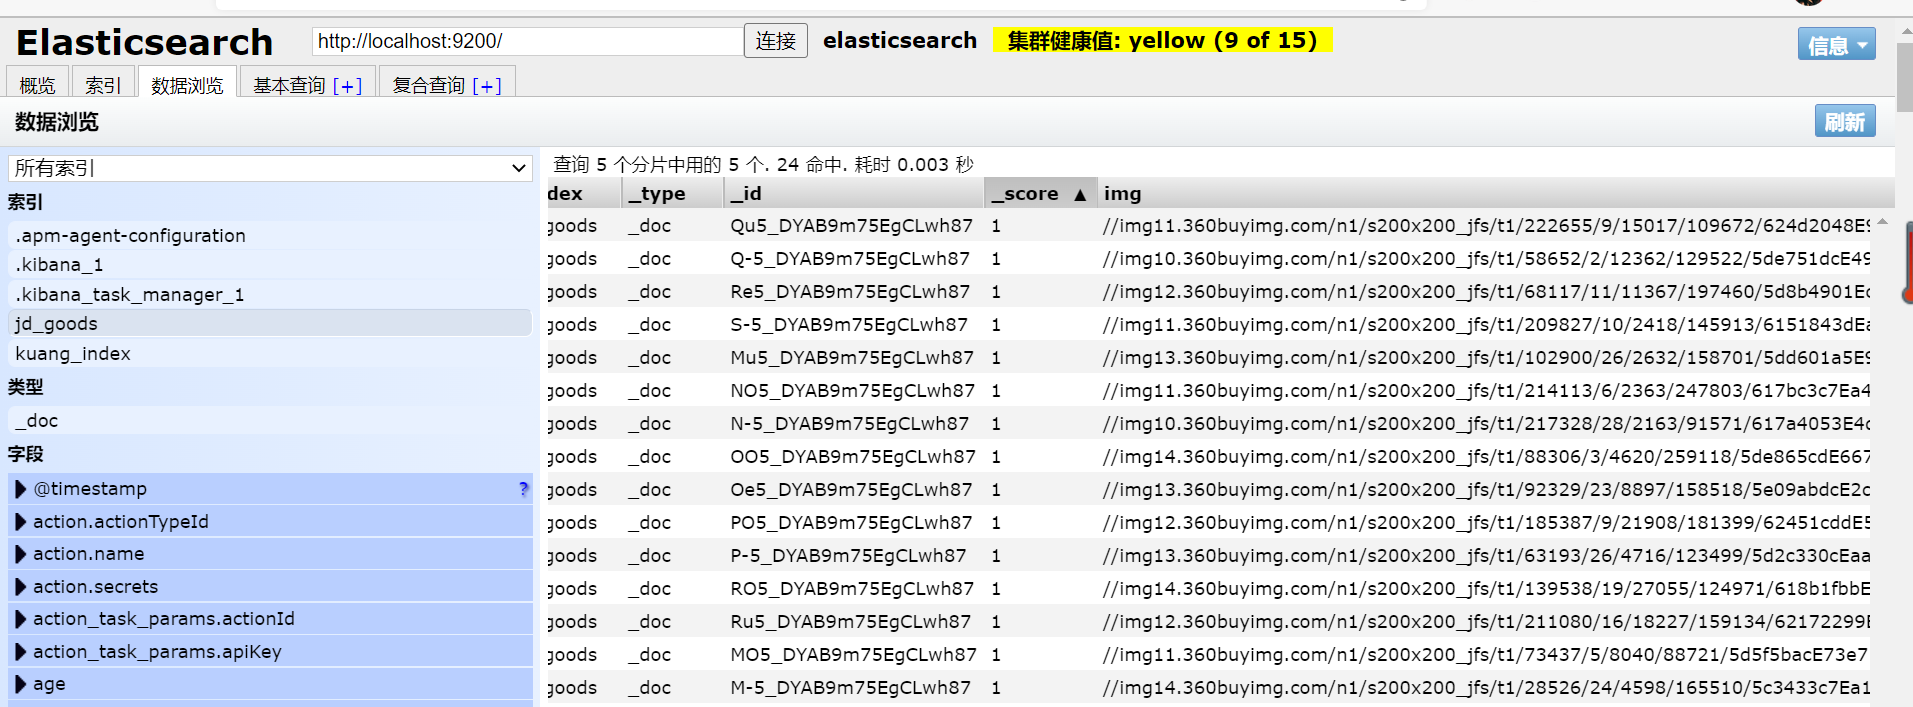 Elasticsearch http://localhost:9200/ 连接 elasticsearch 集群健康值: yellow (9 of 15) 信息
概览 索引 数据浏览 基本查询 [+] 复合查询 [+]
数据浏览 刷新
所有索引
索引
.apm-agent-configuration
.kibana_1
.kibana_task_manager_1
jd_goods
kuang_index
类型
_doc
字段
@timestamp ?
action.actionTypeId
action.name
action.secrets
action_task_params.actionId
action_task_params.apiKey
age
查询 5 个分片中用的 5 个. 24 命中. 耗时 0.003 秒
dex _type _id _score ▲ img
goods _doc Qu5_DYAB9m75EgCLwh87 1 //img11.360buyimg.com/n1/s200x200_jfs/t1/222655/9/15017/109672/624d2048E9
goods _doc Q-5_DYAB9m75EgCLwh87 1 //img10.360buyimg.com/n1/s200x200_jfs/t1/58652/2/12362/129522/5de751dcE49
goods _doc Re5_DYAB9m75EgCLwh87 1 //img12.360buyimg.com/n1/s200x200_jfs/t1/68117/11/11367/197460/5d8b4901Ec
goods _doc S-5_DYAB9m75EgCLwh87 1 //img11.360buyimg.com/n1/s200x200_jfs/t1/209827/10/2418/145913/6151843dEa
goods _doc Mu5_DYAB9m75EgCLwh87 1 //img13.360buyimg.com/n1/s200x200_jfs/t1/102900/26/2632/158701/5dd601a5E9
goods _doc NO5_DYAB9m75EgCLwh87 1 //img11.360buyimg.com/n1/s200x200_jfs/t1/214113/6/2363/247803/617bc3c7Ea4
goods _doc N-5_DYAB9m75EgCLwh87 1 //img10.360buyimg.com/n1/s200x200_jfs/t1/217328/28/2163/91571/617a4053E4c
goods _doc OO5_DYAB9m75EgCLwh87 1 //img14.360buyimg.com/n1/s200x200_jfs/t1/88306/3/4620/259118/5de865cdE667
goods _doc Oe5_DYAB9m75EgCLwh87 1 //img13.360buyimg.com/n1/s200x200_jfs/t1/92329/23/8897/158518/5e09abdcE2c
goods _doc PO5_DYAB9m75EgCLwh87 1 //img12.360buyimg.com/n1/s200x200_jfs/t1/185387/9/21908/181399/62451cddE5
goods _doc P-5_DYAB9m75EgCLwh87 1 //img13.360buyimg.com/n1/s200x200_jfs/t1/63193/26/4716/123499/5d2c330cEaa
goods _doc RO5_DYAB9m75EgCLwh87 1 //img14.360buyimg.com/n1/s200x200_jfs/t1/139538/19/27055/124971/618b1fbbE
goods _doc Ru5_DYAB9m75EgCLwh87 1 //img12.360buyimg.com/n1/s200x200_jfs/t1/211080/16/18227/159134/62172299E
goods _doc MO5_DYAB9m75EgCLwh87 1 //img11.360buyimg.com/n1/s200x200_jfs/t1/73437/5/8040/88721/5d5f5bacE73e7
goods _doc M-5_DYAB9m75EgCLwh87 1 //img14.360buyimg.com/n1/s200x200_jfs/t1/28526/24/4598/165510/5c3433c7Ea1